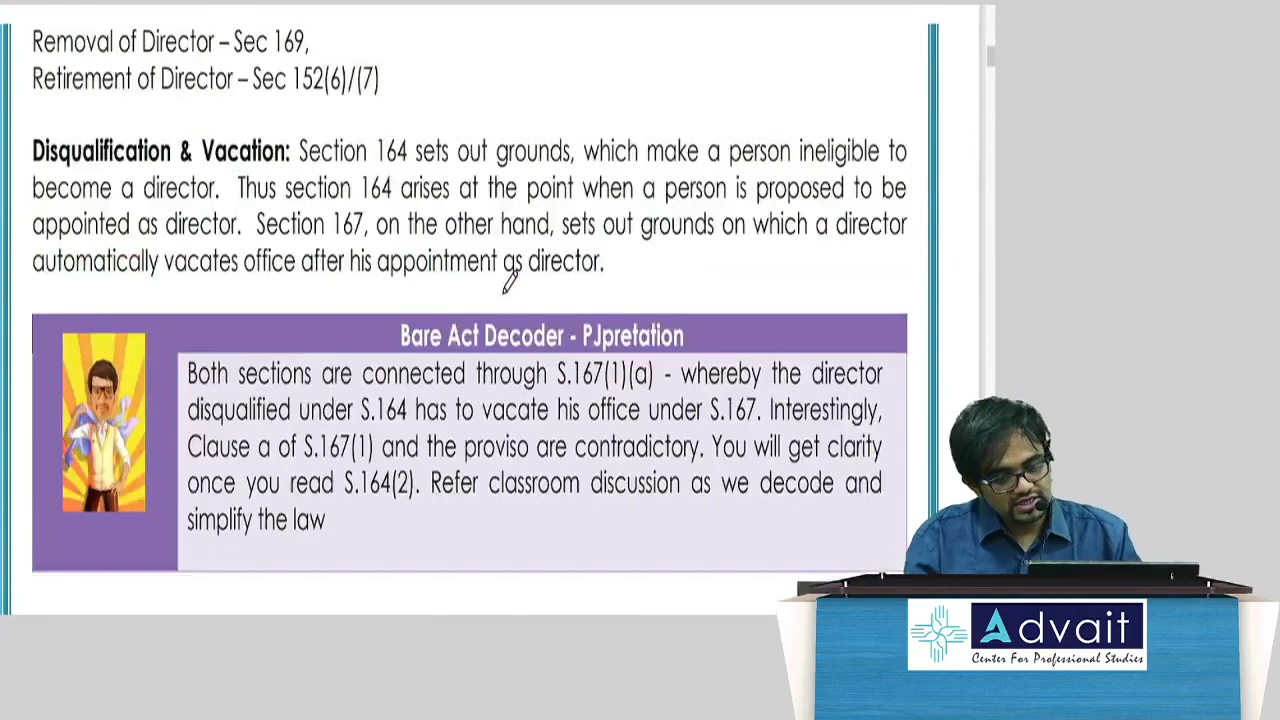 Removal of Director – Sec 169,
Retirement of Director – Sec 152(6)/(7)
Disqualification & Vacation: Section 164 sets out grounds, which make a person ineligible to
become a director. Thus section 164 arises at the point when a person is proposed to be
appointed as director. Section 167, on the other hand, sets out grounds on which a director
automatically vacates office after his appointment as director.
Bare Act Decoder - PJpretation
Both sections are connected through S.167(1)(a) - whereby the director
disqualified under S.164 has to vacate his office under S.167. Interestingly,
Clause a of S.167(1) and the proviso are contradictory. You will get clarity
once you read S.164(2). Refer classroom discussion as we decode and
simplify the law
Advait
Center For Professional Studies